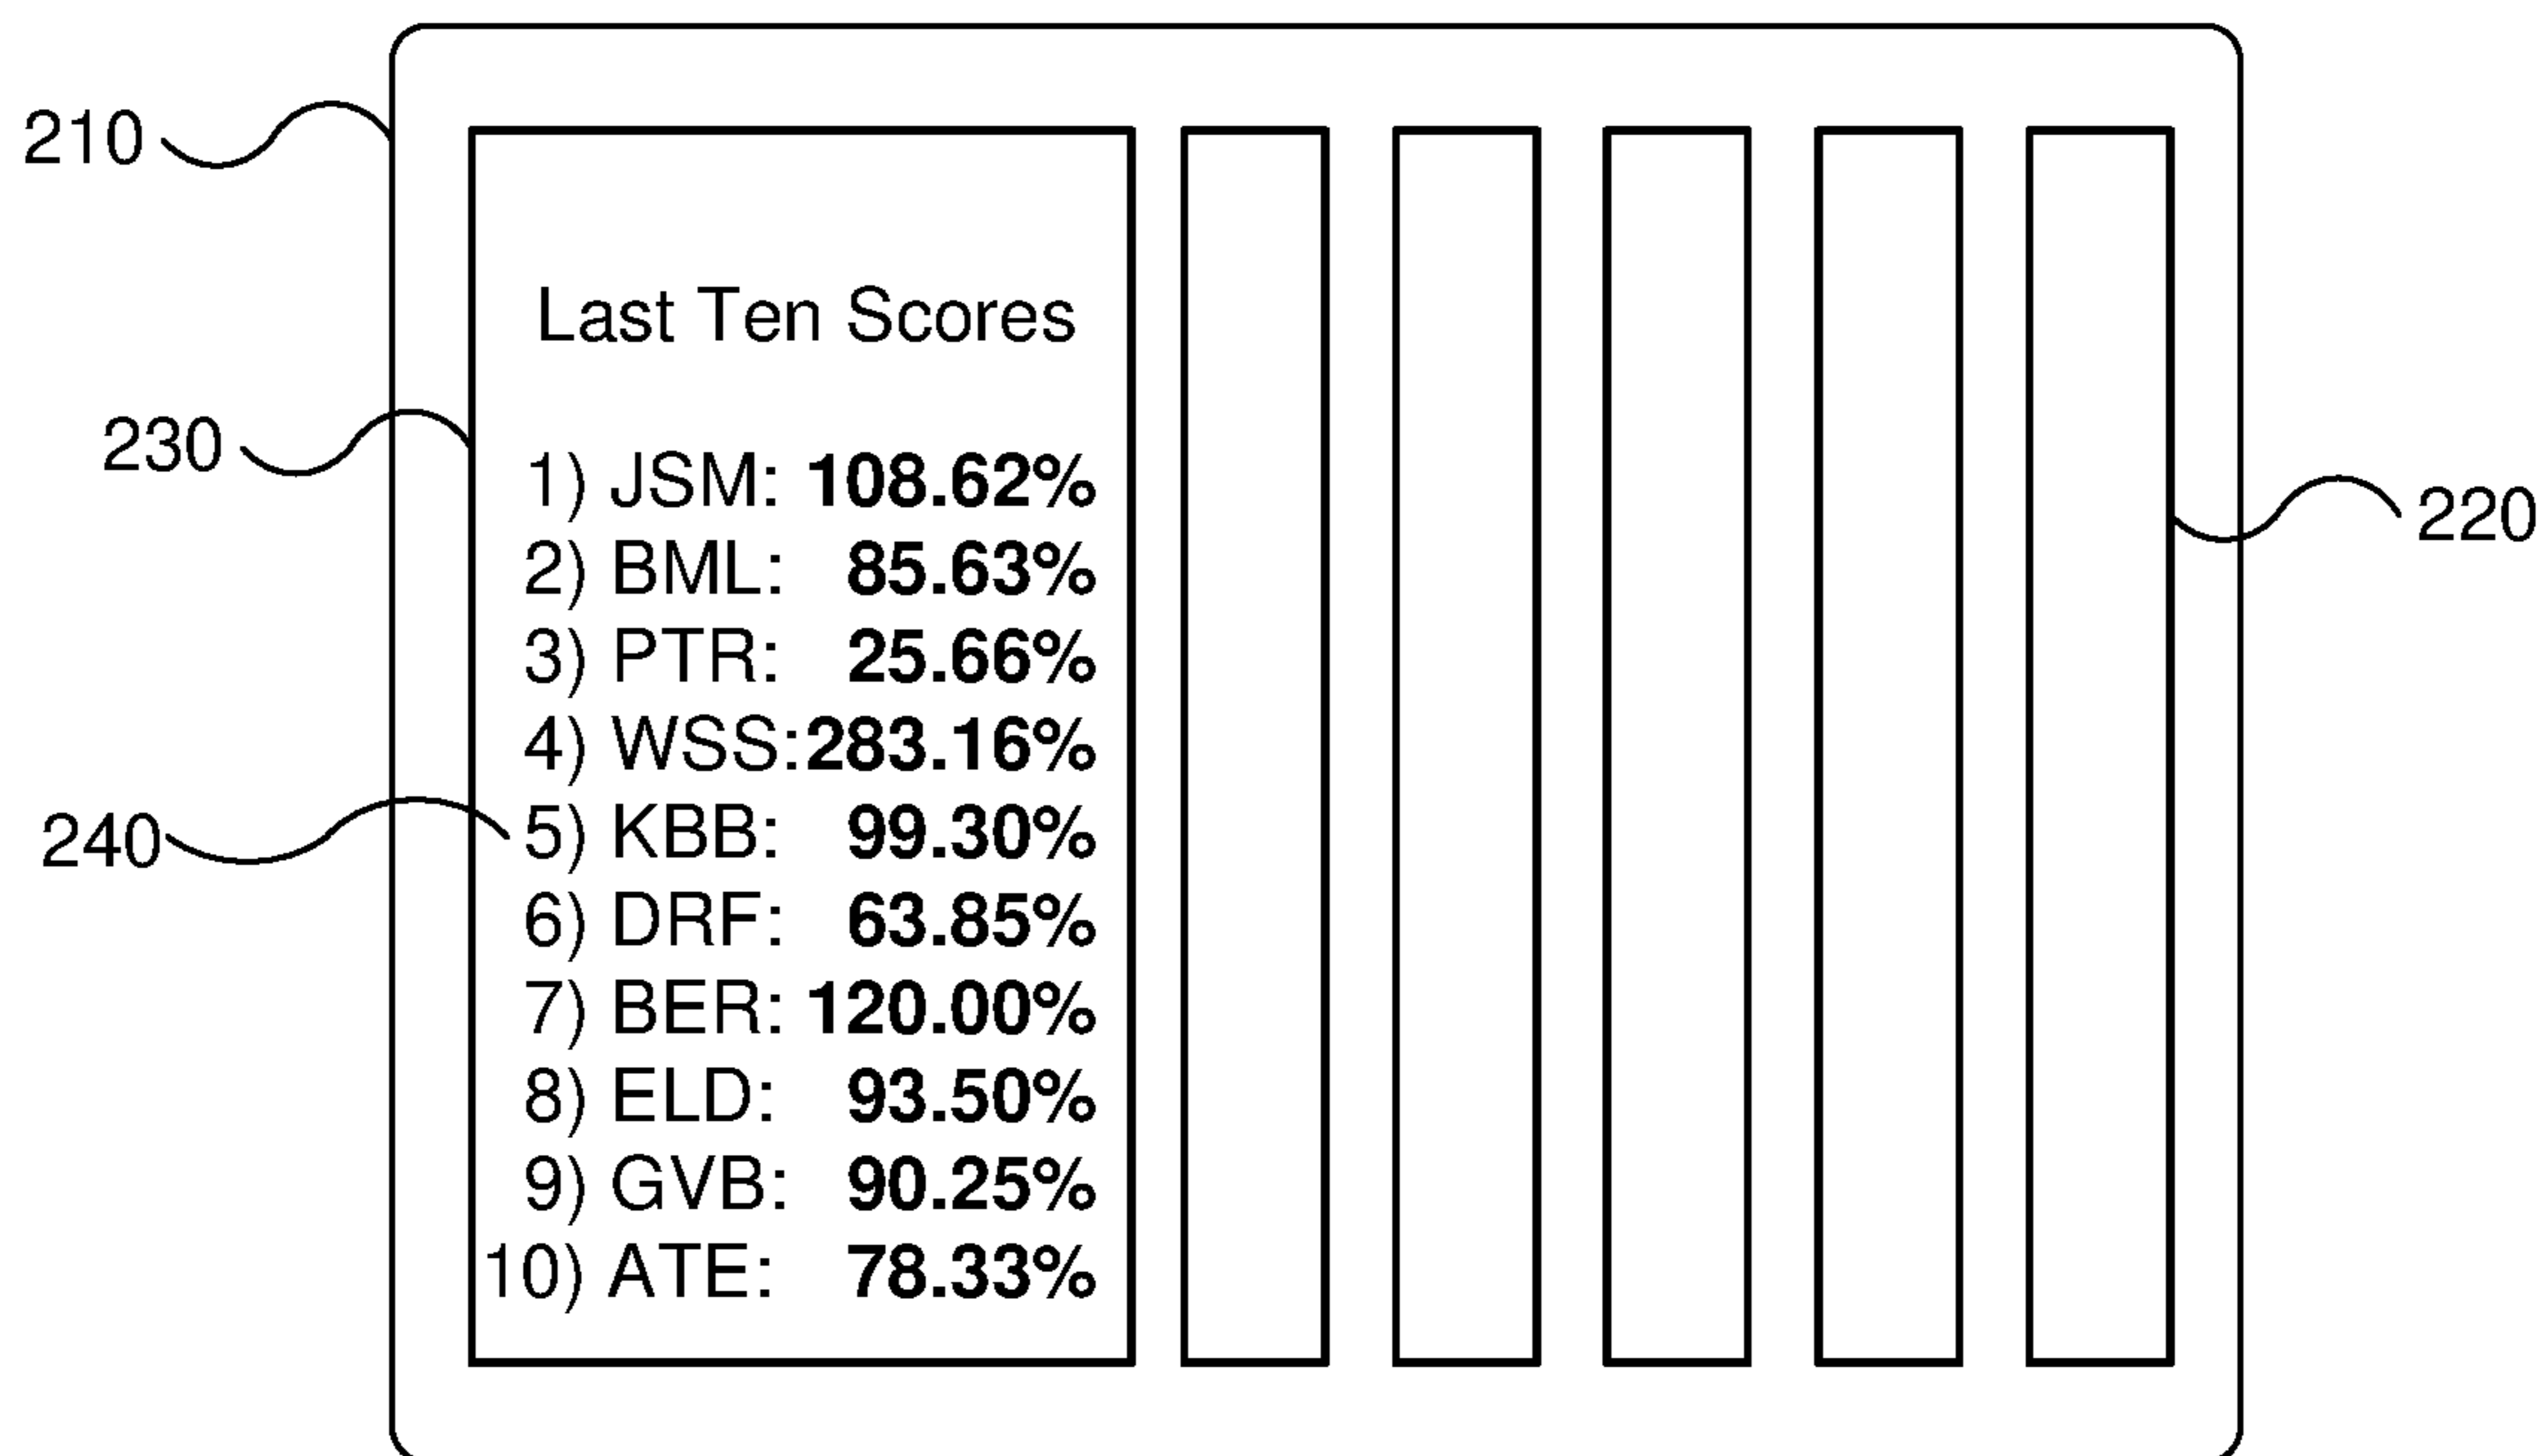 210
Last Ten Scores
230
1) JSM: 108.62%
220
2) BML: 85.63%
3) PTR: 25.66%
4) WSS:283.16%
240
5) KBB: 99.30%
6) DRF: 63.85%
7) BER: 120.00%
8) ELD: 93.50%
9) GVB: 90.25%
10) ATE: 78.33%